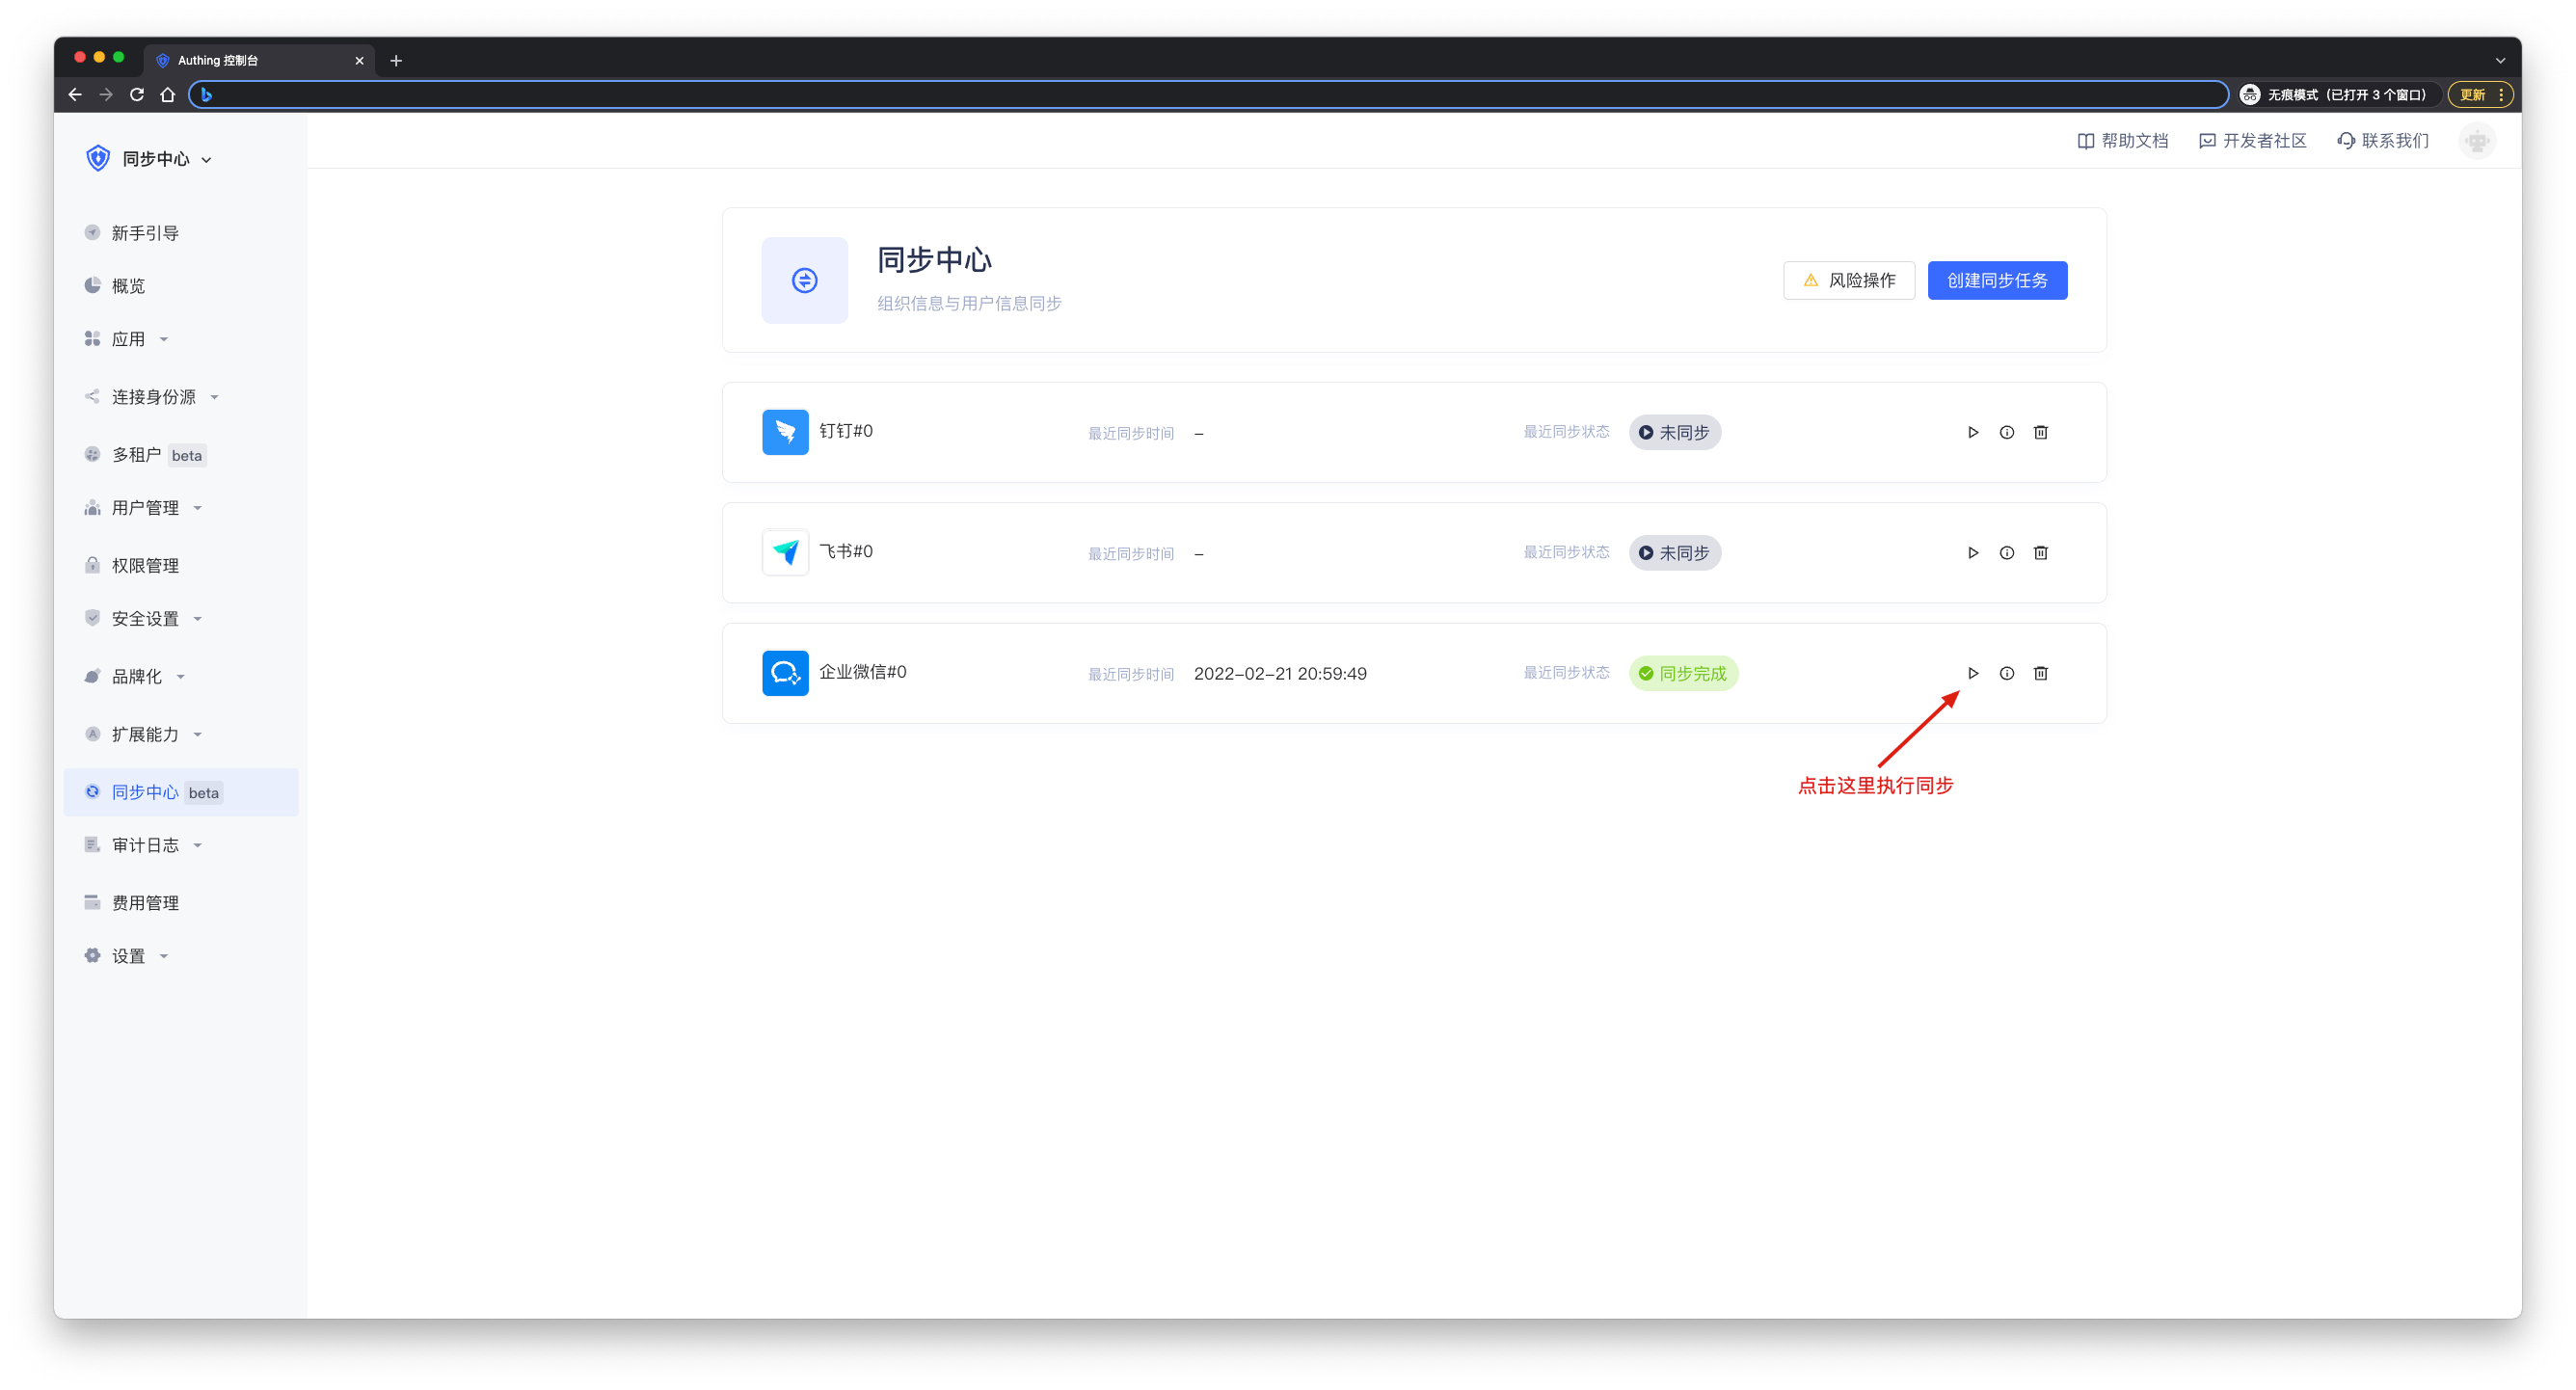 Authing 控制台
无痕模式（已打开 3 个窗口）
更新
同步中心
帮助文档
开发者社区
联系我们
新手引导
概览
应用
连接身份源
多租户 beta
用户管理
权限管理
安全设置
品牌化
扩展能力
同步中心 beta
审计日志
费用管理
设置
同步中心
组织信息与用户信息同步
风险操作
创建同步任务
钉钉#0 最近同步时间 – 最近同步状态 未同步
飞书#0 最近同步时间 – 最近同步状态 未同步
企业微信#0 最近同步时间 2022-02-21 20:59:49 最近同步状态 同步完成
点击这里执行同步